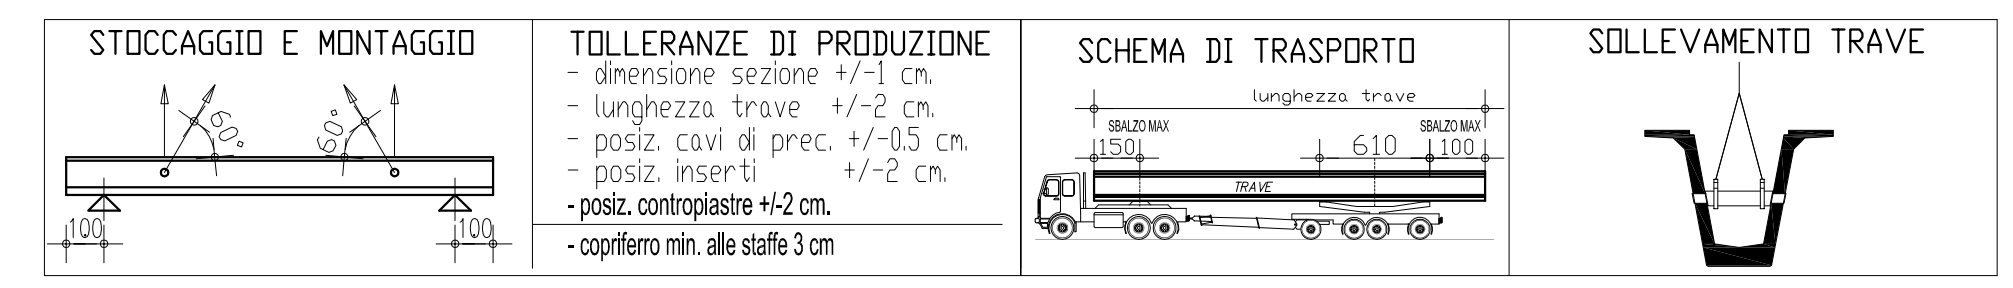 STOCCAGGIO E MONTAGGIO
60°
60°
100
100
TOLLERANZE DI PRODUZIONE
- dimensione sezione +/-1 cm.
- lunghezza trave +/-2 cm.
- posiz. cavi di prec. +/-0.5 cm.
- posiz. inserti +/-2 cm.
- posiz. contropiastre +/-2 cm.
- copriferro min. alle staffe 3 cm
SCHEMA DI TRASPORTO
lunghezza trave
SBALZO MAX
SBALZO MAX
150
610
100
TRAVE
SOLLEVAMENTO TRAVE